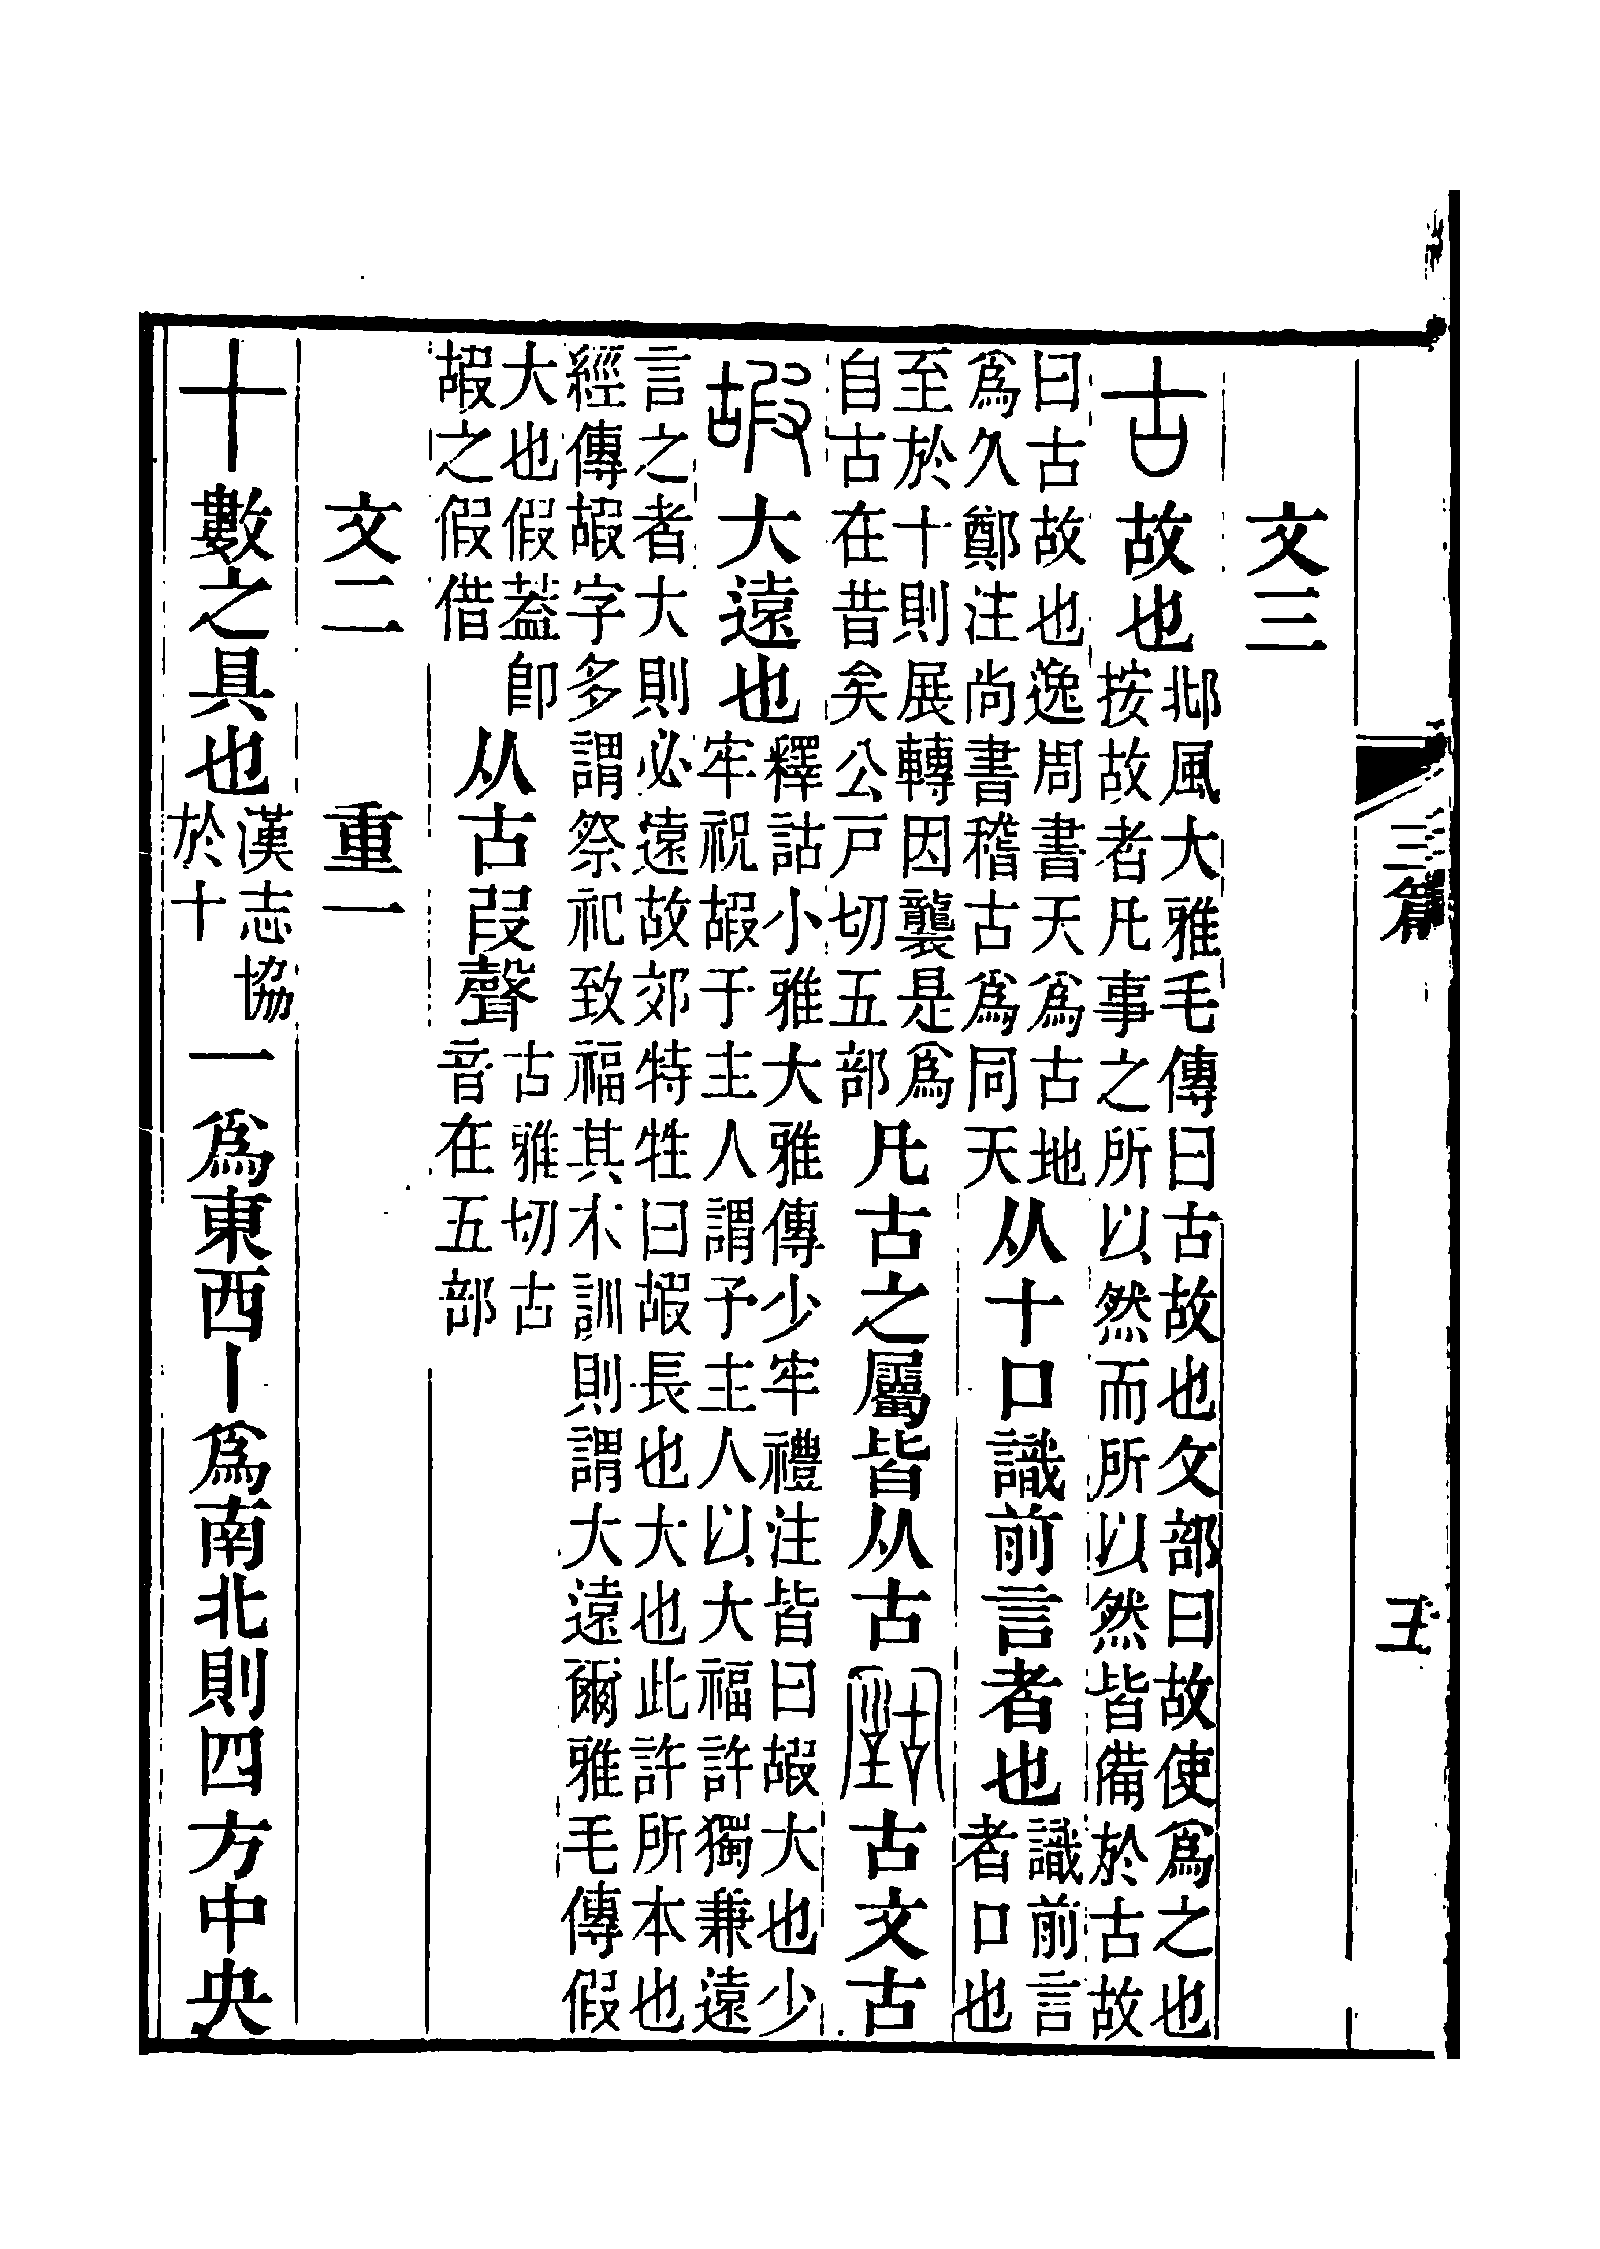 三篇
文三
古故也邶風大雅毛傳曰古故也攵部曰故使爲之也按故者凡事之所以然而所以然皆備於古故
曰古故也逸周書天爲古地爲久鄭注尚書稽古爲同天从十口識前言者也識前言者口也
至於十則展轉因襲是爲自古在昔矣公戸切五部凡古之屬皆从古𠖠古文古
嘏大遠也釋詁小雅大雅傳少牢禮注皆曰嘏大也少牢祝嘏于主人謂予主人以大福許獨兼遠
言之者大則必遠故郊特牲曰嘏長也大也此許所本也經傳嘏字多謂祭祀致福其不訓則謂大遠爾雅毛傳假
大也假蓋卽嘏之假借从古叚聲古雅切古音在五部
文二　重一
十數之具也漢志協於十一爲東西丨爲南北則四方中央